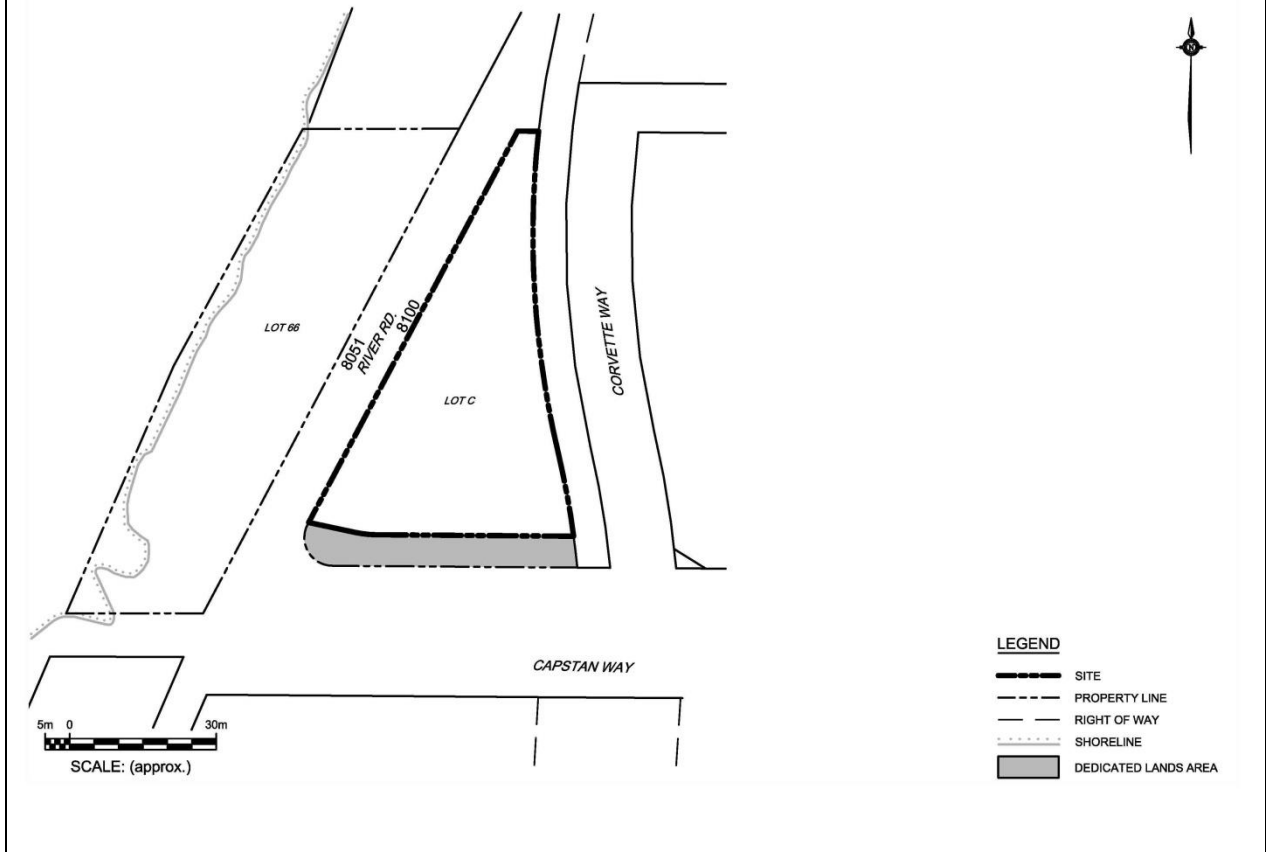 N
LOT 66
8051
RIVER RD.
8100
LOT C
CORVETTE WAY
CAPSTAN WAY
5m 0 30m
SCALE: (approx.)
LEGEND
SITE
PROPERTY LINE
RIGHT OF WAY
SHORELINE
DEDICATED LANDS AREA